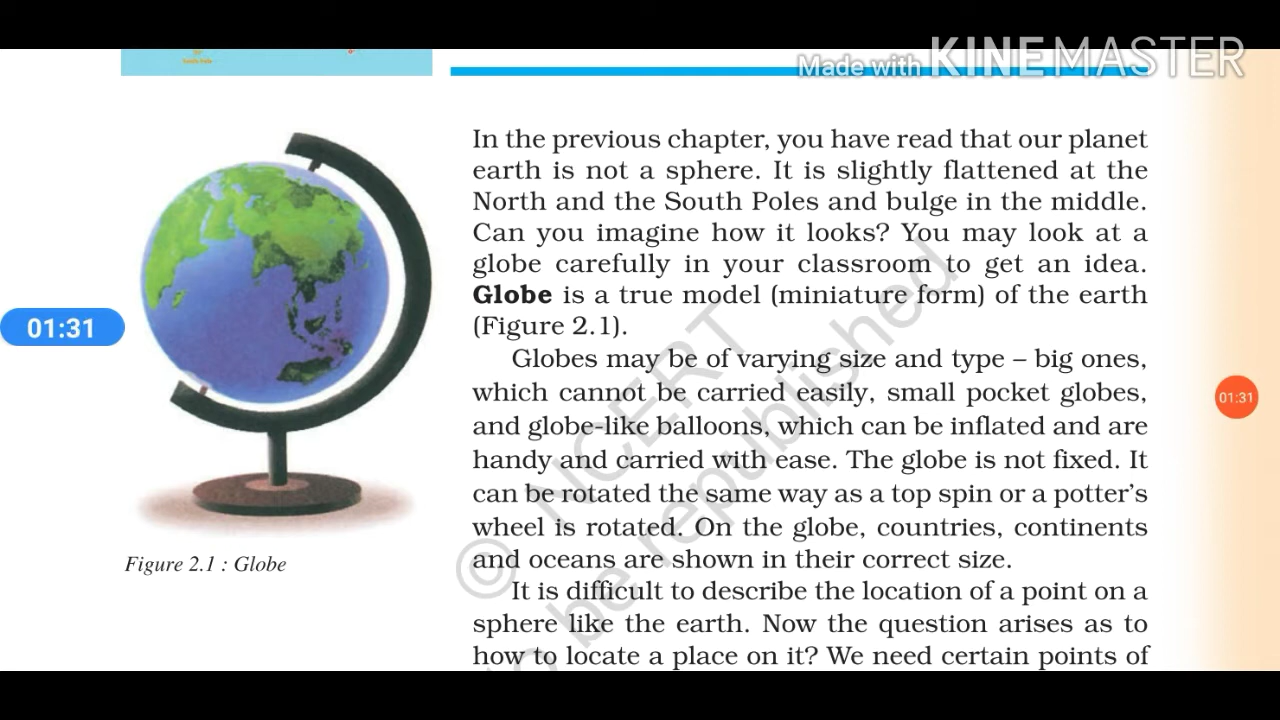 Made with KINEMASTER
In the previous chapter, you have read that our planet
earth is not a sphere. It is slightly flattened at the
North and the South Poles and bulge in the middle.
Can you imagine how it looks? You may look at a
globe carefully in your classroom to get an idea.
Globe is a true model (miniature form) of the earth
(Figure 2.1).
01:31
Globes may be of varying size and type – big ones,
which cannot be carried easily, small pocket globes,
01:31
and globe-like balloons, which can be inflated and are
handy and carried with ease. The globe is not fixed. It
can be rotated the same way as a top spin or a potter's
wheel is rotated. On the globe, countries, continents
and oceans are shown in their correct size.
Figure 2.1 : Globe
It is difficult to describe the location of a point on a
sphere like the earth. Now the question arises as to
how to locate a place on it? We need certain points of
© NCERT
to be republished